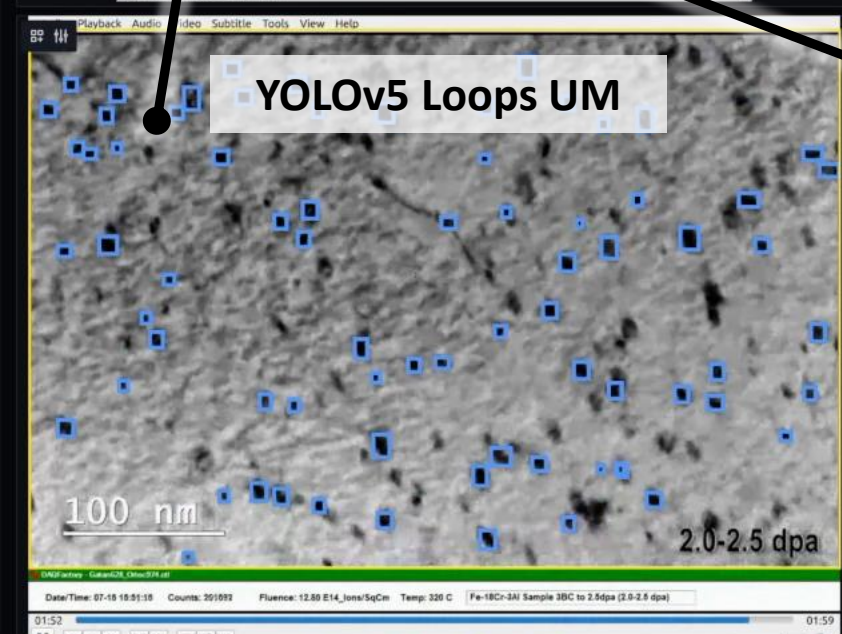 Playback Audio Video Subtitle Tools View Help
YOLOv5 Loops UM
100 nm
2.0-2.5 dpa
Date/Time: 07-15 15:51:15 Counts: 201692 Fluence: 12.80 E14_Ions/SqCm Temp: 320 C Fe-18Cr-3Al Sample 3BC to 2.5dpa (2.0-2.5 dpa)
01:52 01:59